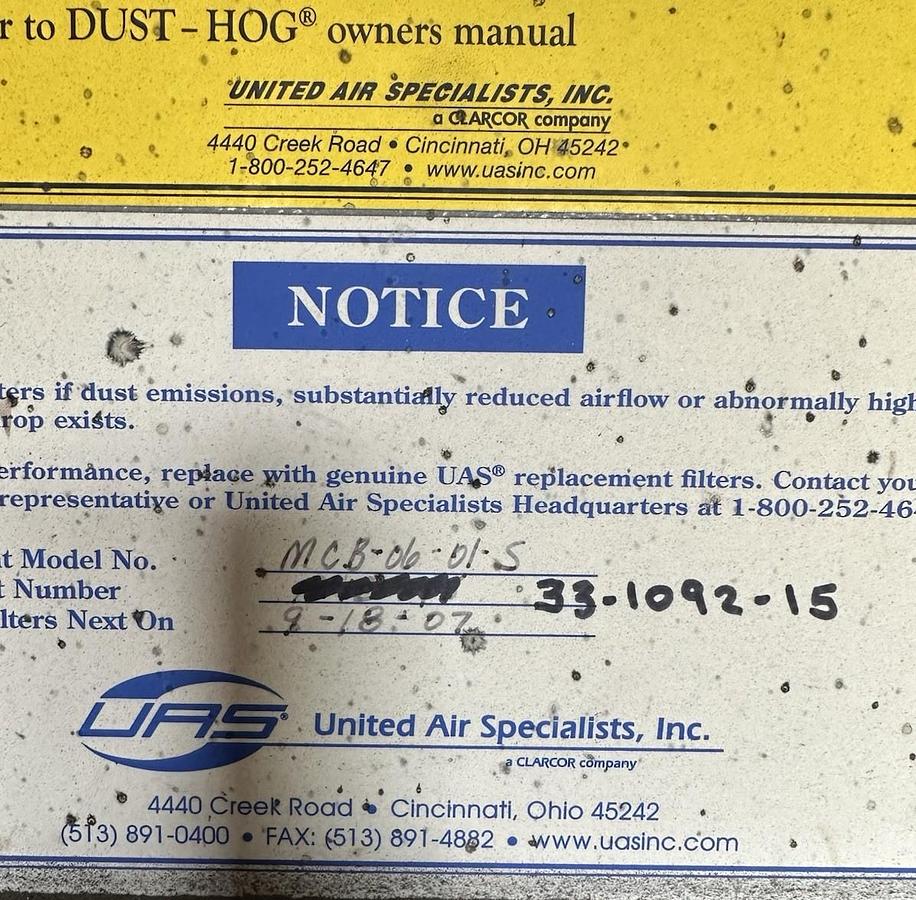 r to DUST-HOG® owners manual
UNITED AIR SPECIALISTS, INC.
a CLARCOR company
4440 Creek Road • Cincinnati, OH 45242
1-800-252-4647 • www.uasinc.com
NOTICE
ters if dust emissions, substantially reduced airflow or abnormally high
rop exists.
erformance, replace with genuine UAS® replacement filters. Contact you
representative or United Air Specialists Headquarters at 1-800-252-46
t Model No. MCB-06-01-S
t Number 33-1092-15
lters Next On 9-18-07
UAS® United Air Specialists, Inc.
a CLARCOR company
4440 Creek Road • Cincinnati, Ohio 45242
(513) 891-0400 • FAX: (513) 891-4882 • www.uasinc.com